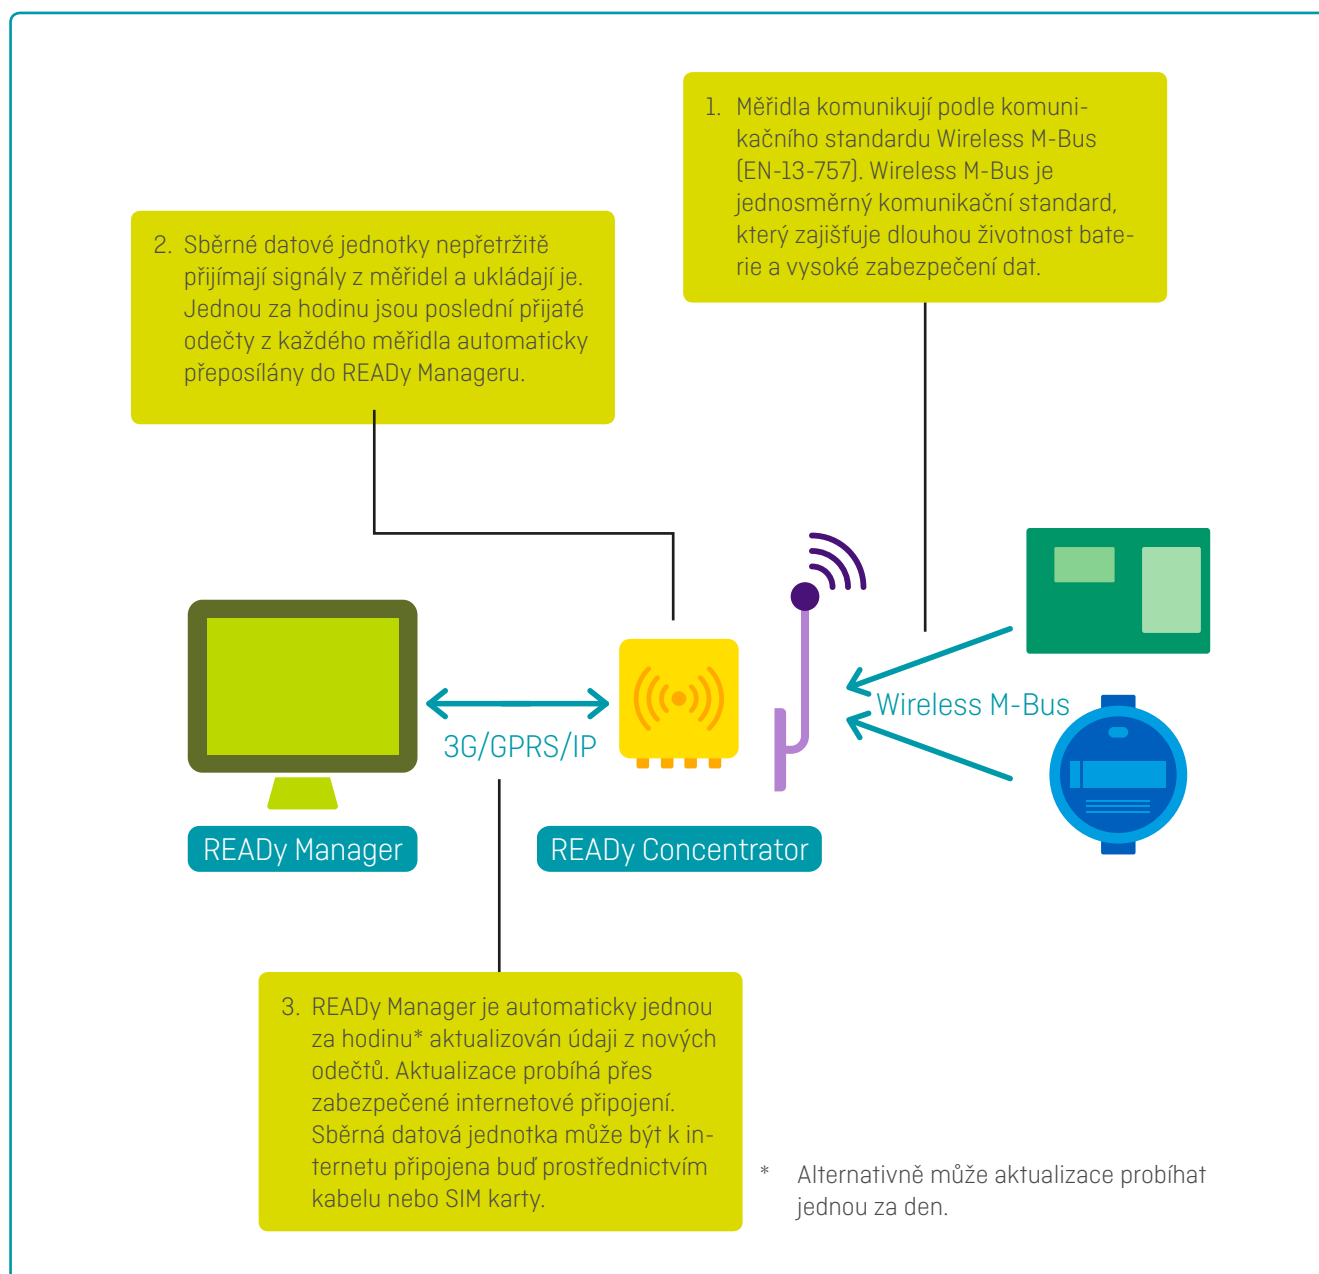 1. Měřidla komunikují podle komuni-
kačního standardu Wireless M-Bus
(EN-13-757). Wireless M-Bus je
jednosměrný komunikační standard,
který zajišťuje dlouhou životnost bate-
rie a vysoké zabezpečení dat.
2. Sběrné datové jednotky nepřetržitě
přijímají signály z měřidel a ukládají je.
Jednou za hodinu jsou poslední přijaté
odečty z každého měřidla automaticky
přeposílány do READy Manageru.
Wireless M-Bus
3G/GPRS/IP
READy Manager
READy Concentrator
3. READy Manager je automaticky jednou
za hodinu* aktualizován údaji z nových
odečtů. Aktualizace probíhá přes
zabezpečené internetové připojení.
Sběrná datová jednotka může být k in-
ternetu připojena buď prostřednictvím
kabelu nebo SIM karty.
* Alternativně může aktualizace probíhat
jednou za den.